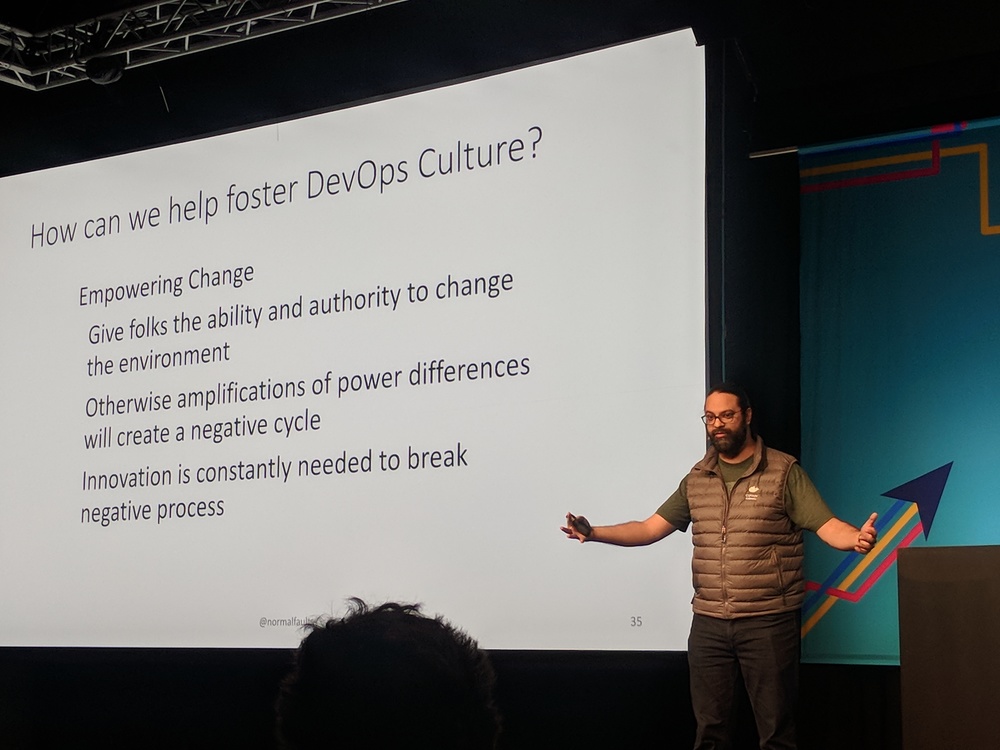 How can we help foster DevOps Culture?
Empowering Change
Give folks the ability and authority to change
the environment
Otherwise amplifications of power differences
will create a negative cycle
Innovation is constantly needed to break
negative process
35